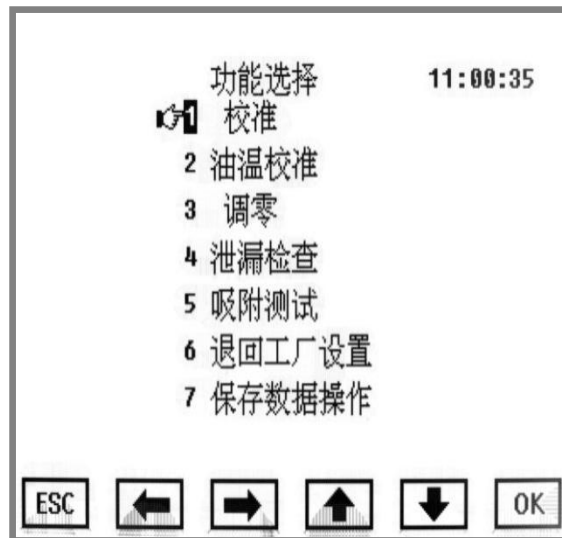 功能选择 11:00:35
1 校准
2 油温校准
3 调零
4 泄漏检查
5 吸附测试
6 退回工厂设置
7 保存数据操作
ESC OK